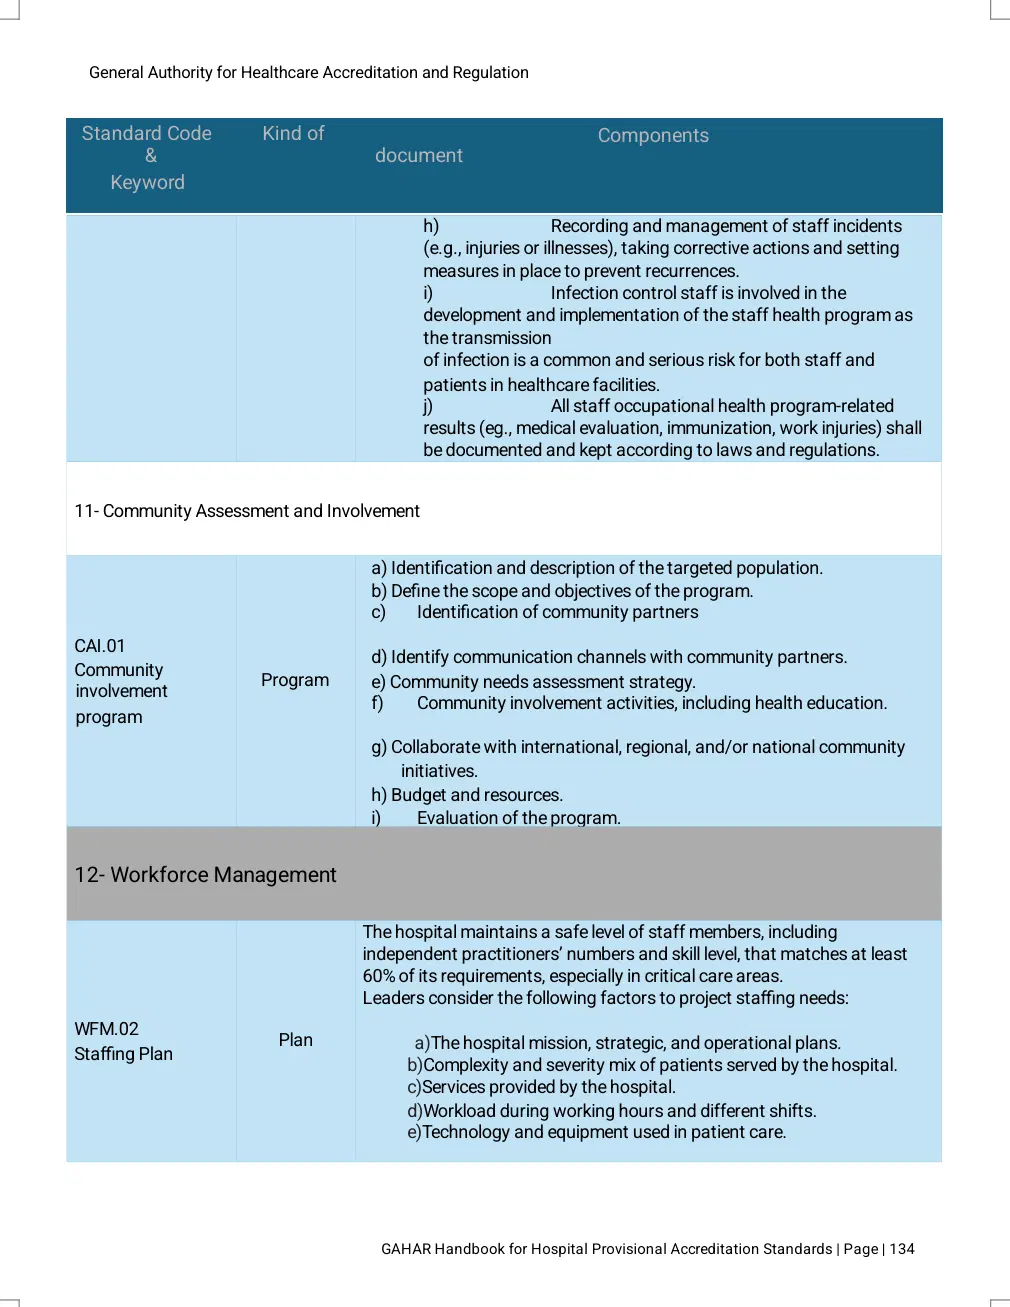 General Authority for Healthcare Accreditation and Regulation
Standard Code
&
Keyword
Kind of
document
Components
h) Recording and management of staff incidents
(e.g., injuries or illnesses), taking corrective actions and setting
measures in place to prevent recurrences.
i) Infection control staff is involved in the
development and implementation of the staff health program as
the transmission
of infection is a common and serious risk for both staff and
patients in healthcare facilities.
j) All staff occupational health program-related
results (eg., medical evaluation, immunization, work injuries) shall
be documented and kept according to laws and regulations.
11- Community Assessment and Involvement
CAI.01
Community
involvement
program
Program
a) Identification and description of the targeted population.
b) Define the scope and objectives of the program.
c) Identification of community partners
d) Identify communication channels with community partners.
e) Community needs assessment strategy.
f) Community involvement activities, including health education.
g) Collaborate with international, regional, and/or national community
initiatives.
h) Budget and resources.
i) Evaluation of the program.
12- Workforce Management
WFM.02
Staffing Plan
Plan
The hospital maintains a safe level of staff members, including
independent practitioners’ numbers and skill level, that matches at least
60% of its requirements, especially in critical care areas.
Leaders consider the following factors to project staffing needs:
a)The hospital mission, strategic, and operational plans.
b)Complexity and severity mix of patients served by the hospital.
c)Services provided by the hospital.
d)Workload during working hours and different shifts.
e)Technology and equipment used in patient care.
GAHAR Handbook for Hospital Provisional Accreditation Standards | Page | 134